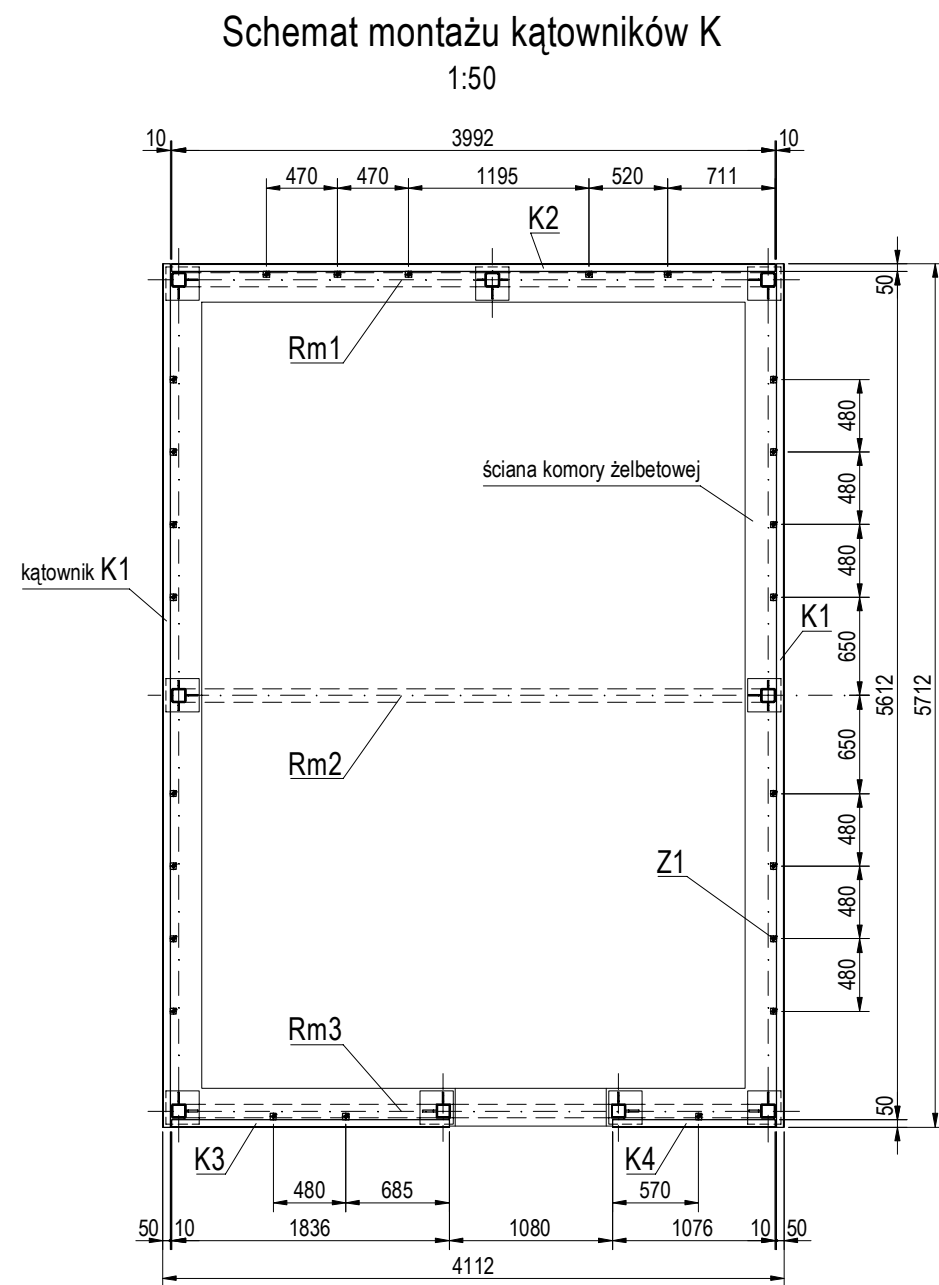 Schemat montażu kątowników K
1:50
10 3992 10
470 470 1195 520 711
K2
50
Rm1
480
ściana komory żelbetowej
480
480
kątownik K1
K1
650
5612
5712
Rm2
650
480
Z1
480
480
Rm3
50
K3
K4
480 685 570
50 10 1836 1080 1076 10 50
4112